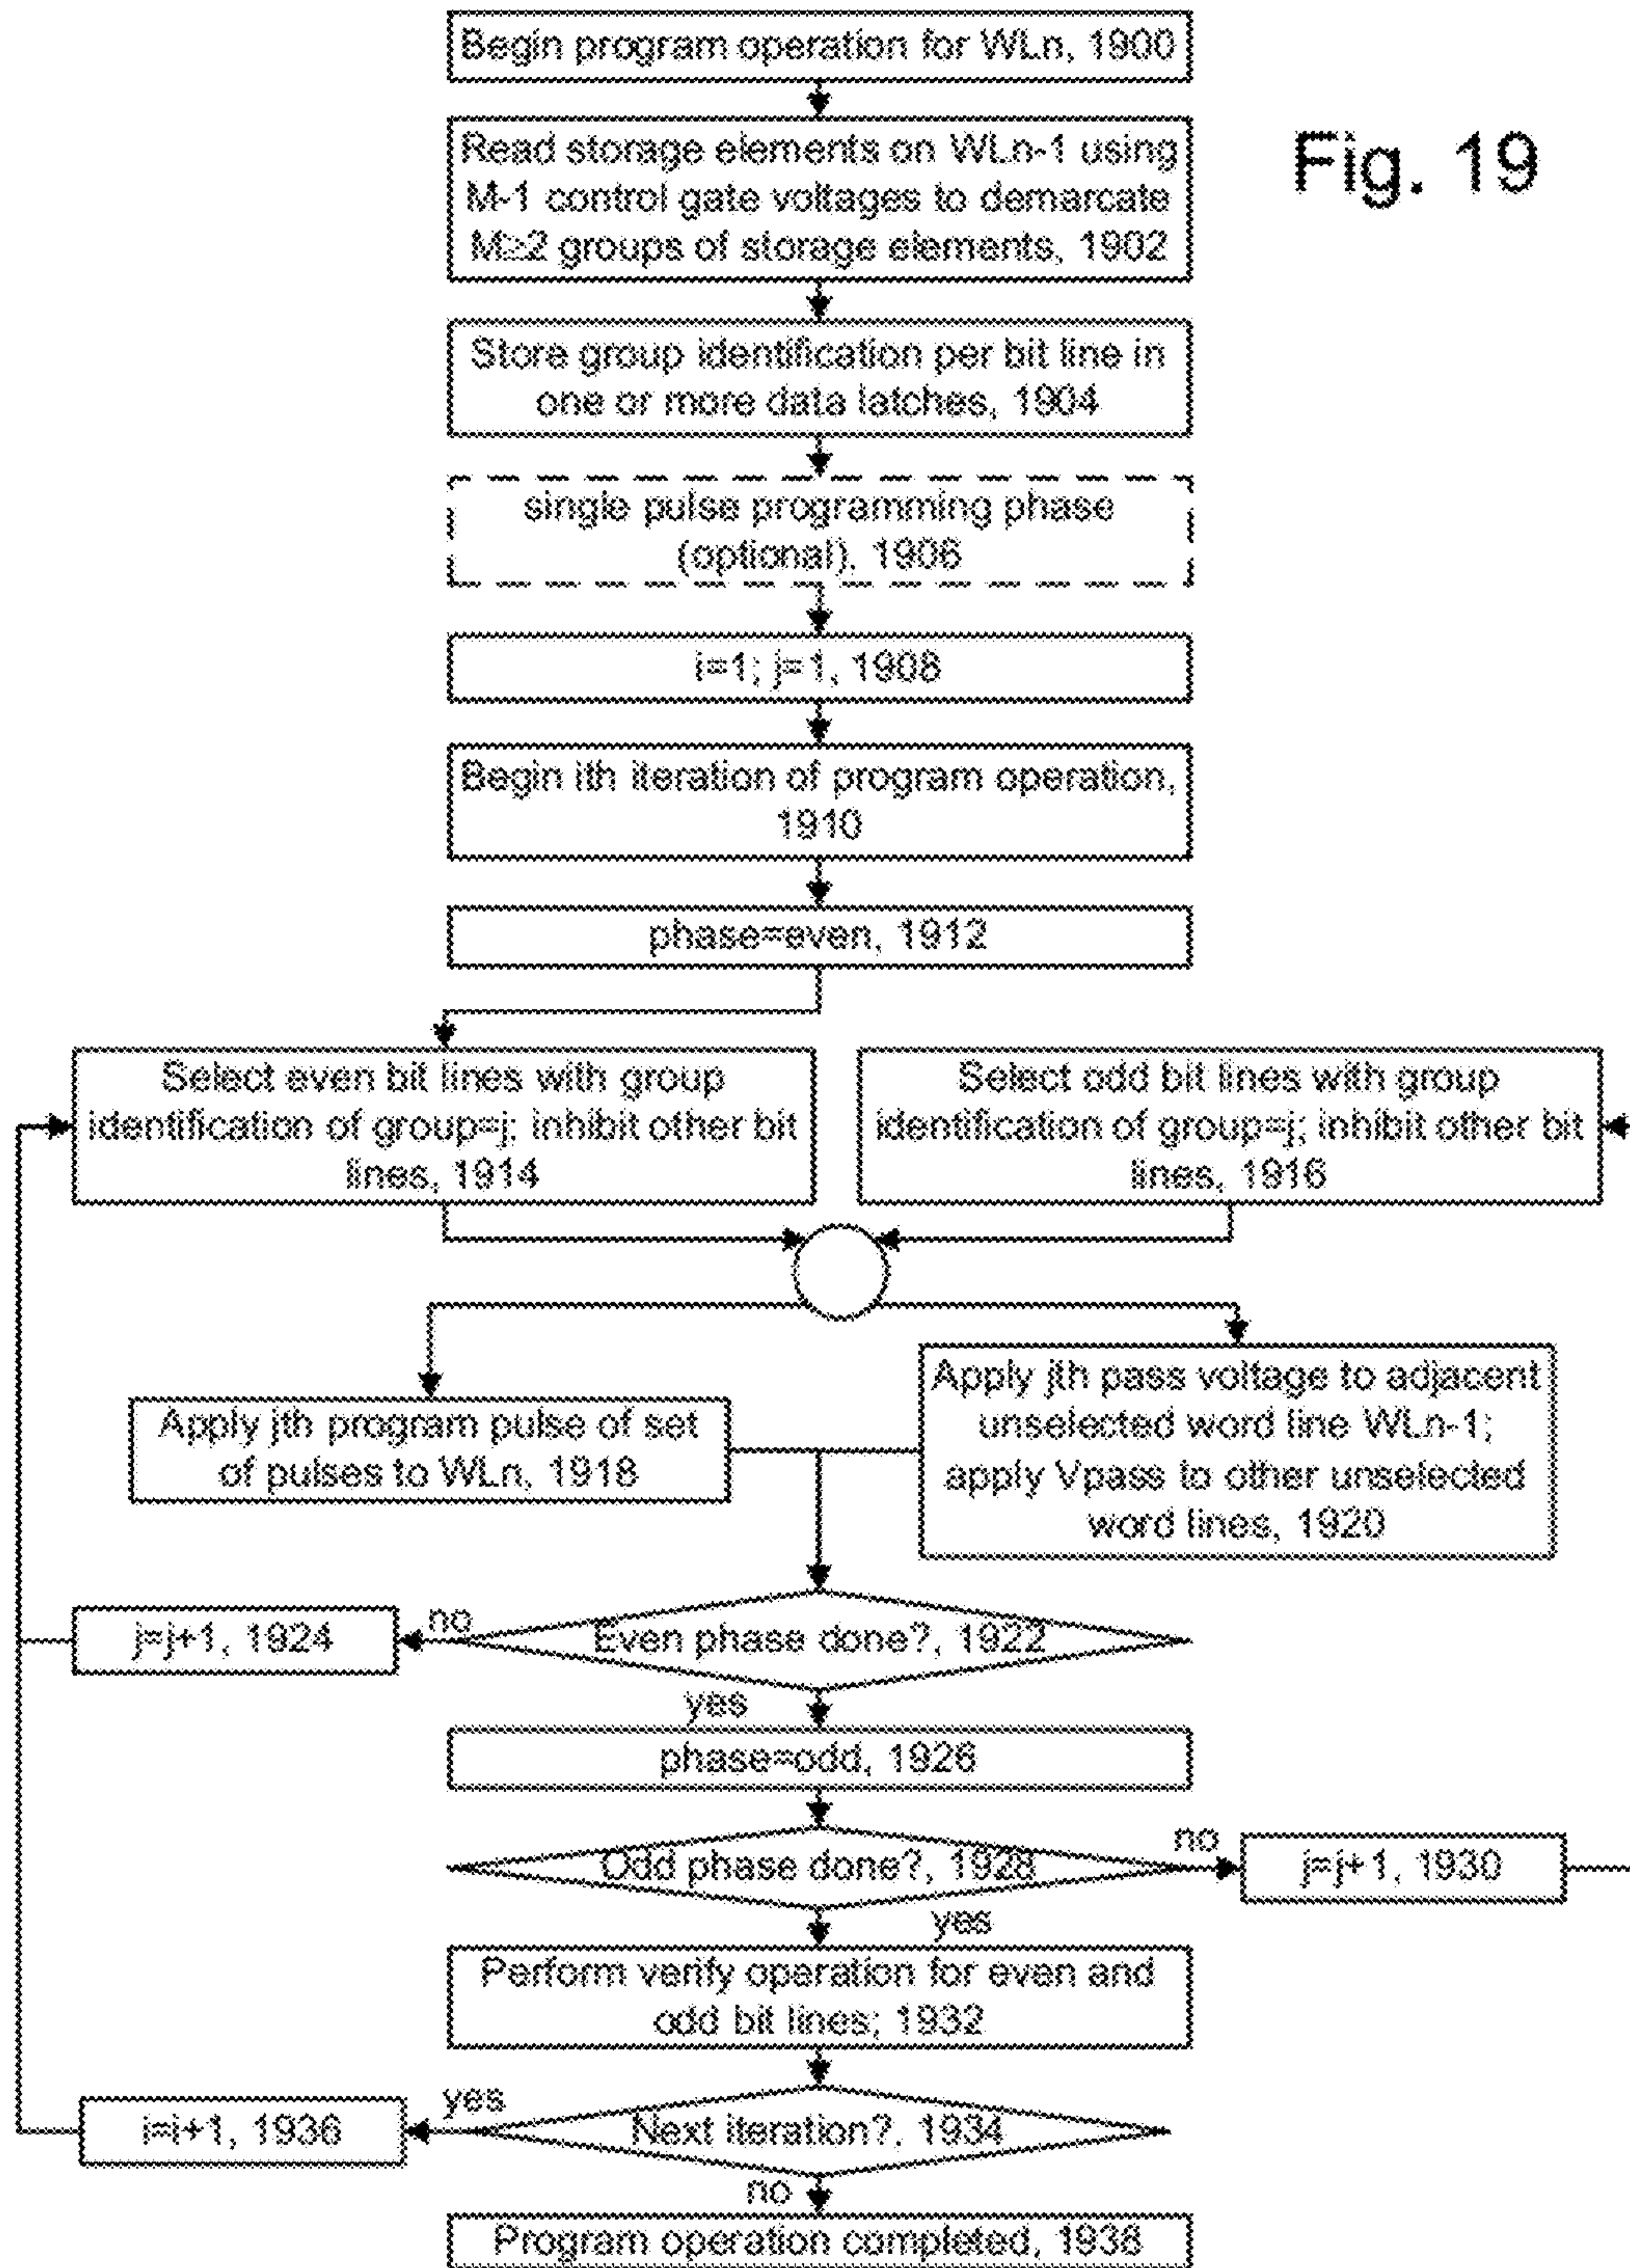 Begin program operation for WLn, 1900
Fig. 19
Read storage elements on WLn-1 using
M-1 control gate voltages to demarcate
M≥2 groups of storage elements, 1902
Store group identification per bit line in
one or more data latches, 1904
single pulse programming phase
(optional), 1906
i=1; j=1, 1908
Begin ith iteration of program operation,
1910
phase=even, 1912
Select even bit lines with group
identification of group=j; inhibit other bit
lines, 1914
Select odd bit lines with group
identification of group=j; inhibit other bit
lines, 1916
Apply jth program pulse of set
of pulses to WLn, 1918
Apply jth pass voltage to adjacent
unselected word line WLn-1;
apply Vpass to other unselected
word lines, 1920
j=j+1, 1924
no
Even phase done?, 1922
yes
phase=odd, 1926
Odd phase done?, 1928
no
j=j+1, 1930
yes
Perform verify operation for even and
odd bit lines; 1932
i=i+1, 1936
yes
Next iteration?, 1934
no
Program operation completed, 1938